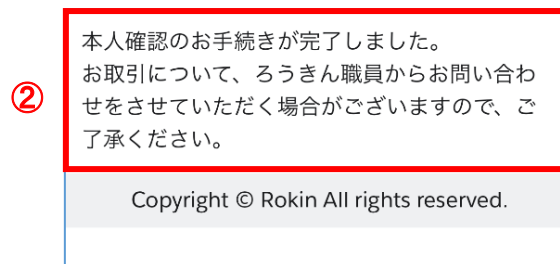 本人確認のお手続きが完了しました。
お取引について、ろうきん職員からお問い合わ
せをさせていただく場合がございますので、ご
了承ください。
②
Copyright © Rokin All rights reserved.